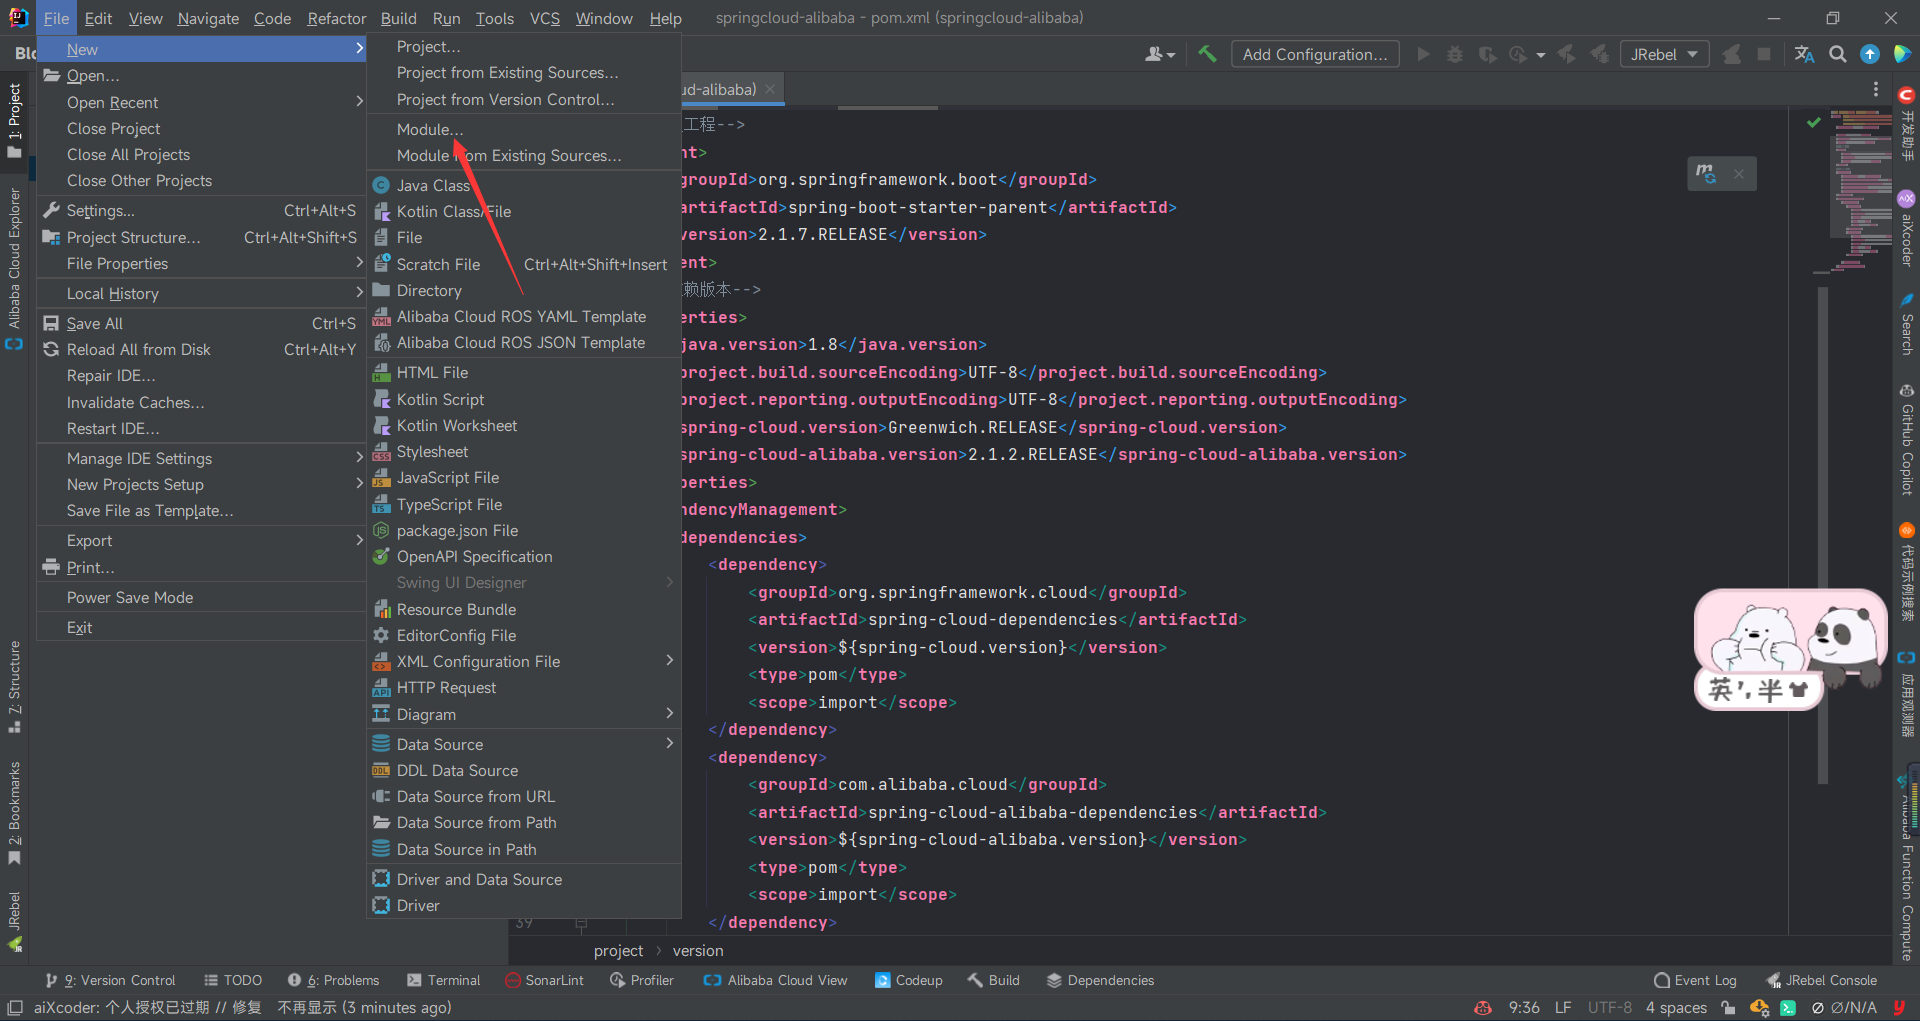 File Edit View Navigate Code Refactor Build Run Tools VCS Window Help springcloud-alibaba - pom.xml (springcloud-alibaba)
Add Configuration... JRebel
1: Project
Alibaba Cloud Explorer
7: Structure
2: Bookmarks
JRebel
New
Open...
Open Recent
Close Project
Close All Projects
Close Other Projects
Settings... Ctrl+Alt+S
Project Structure... Ctrl+Alt+Shift+S
File Properties
Local History
Save All Ctrl+S
Reload All from Disk Ctrl+Alt+Y
Repair IDE...
Invalidate Caches...
Restart IDE...
Manage IDE Settings
New Projects Setup
Save File as Template...
Export
Print...
Power Save Mode
Exit
Project...
Project from Existing Sources...
Project from Version Control...
Module...
Module from Existing Sources...
Java Class
Kotlin Class/File
File
Scratch File Ctrl+Alt+Shift+Insert
Directory
Alibaba Cloud ROS YAML Template
Alibaba Cloud ROS JSON Template
HTML File
Kotlin Script
Kotlin Worksheet
Stylesheet
JavaScript File
TypeScript File
package.json File
OpenAPI Specification
Swing UI Designer
Resource Bundle
EditorConfig File
XML Configuration File
HTTP Request
Diagram
Data Source
DDL Data Source
Data Source from URL
Data Source from Path
Data Source in Path
Driver and Data Source
Driver
ud-alibaba)
工程-->
nt>
groupId>org.springframework.boot</groupId>
artifactId>spring-boot-starter-parent</artifactId>
version>2.1.7.RELEASE</version>
ent>
赖版本-->
erties>
java.version>1.8</java.version>
project.build.sourceEncoding>UTF-8</project.build.sourceEncoding>
project.reporting.outputEncoding>UTF-8</project.reporting.outputEncoding>
spring-cloud.version>Greenwich.RELEASE</spring-cloud.version>
spring-cloud-alibaba.version>2.1.2.RELEASE</spring-cloud-alibaba.version>
perties>
ndencyManagement>
dependencies>
<dependency>
<groupId>org.springframework.cloud</groupId>
<artifactId>spring-cloud-dependencies</artifactId>
<version>${spring-cloud.version}</version>
<type>pom</type>
<scope>import</scope>
</dependency>
<dependency>
<groupId>com.alibaba.cloud</groupId>
<artifactId>spring-cloud-alibaba-dependencies</artifactId>
<version>${spring-cloud-alibaba.version}</version>
<type>pom</type>
<scope>import</scope>
39 </dependency>
project › version
开发助手
aiXcoder
Search
GitHub Copilot
代码示例搜索
应用观测器
Alibaba Function Compute
英 ’, 半
9: Version Control TODO 6: Problems Terminal SonarLint Profiler Alibaba Cloud View Codeup Build Dependencies Event Log JRebel Console
aiXcoder: 个人授权已过期 // 修复 不再显示 (3 minutes ago) 9:36 LF UTF-8 4 spaces Ø/N/A